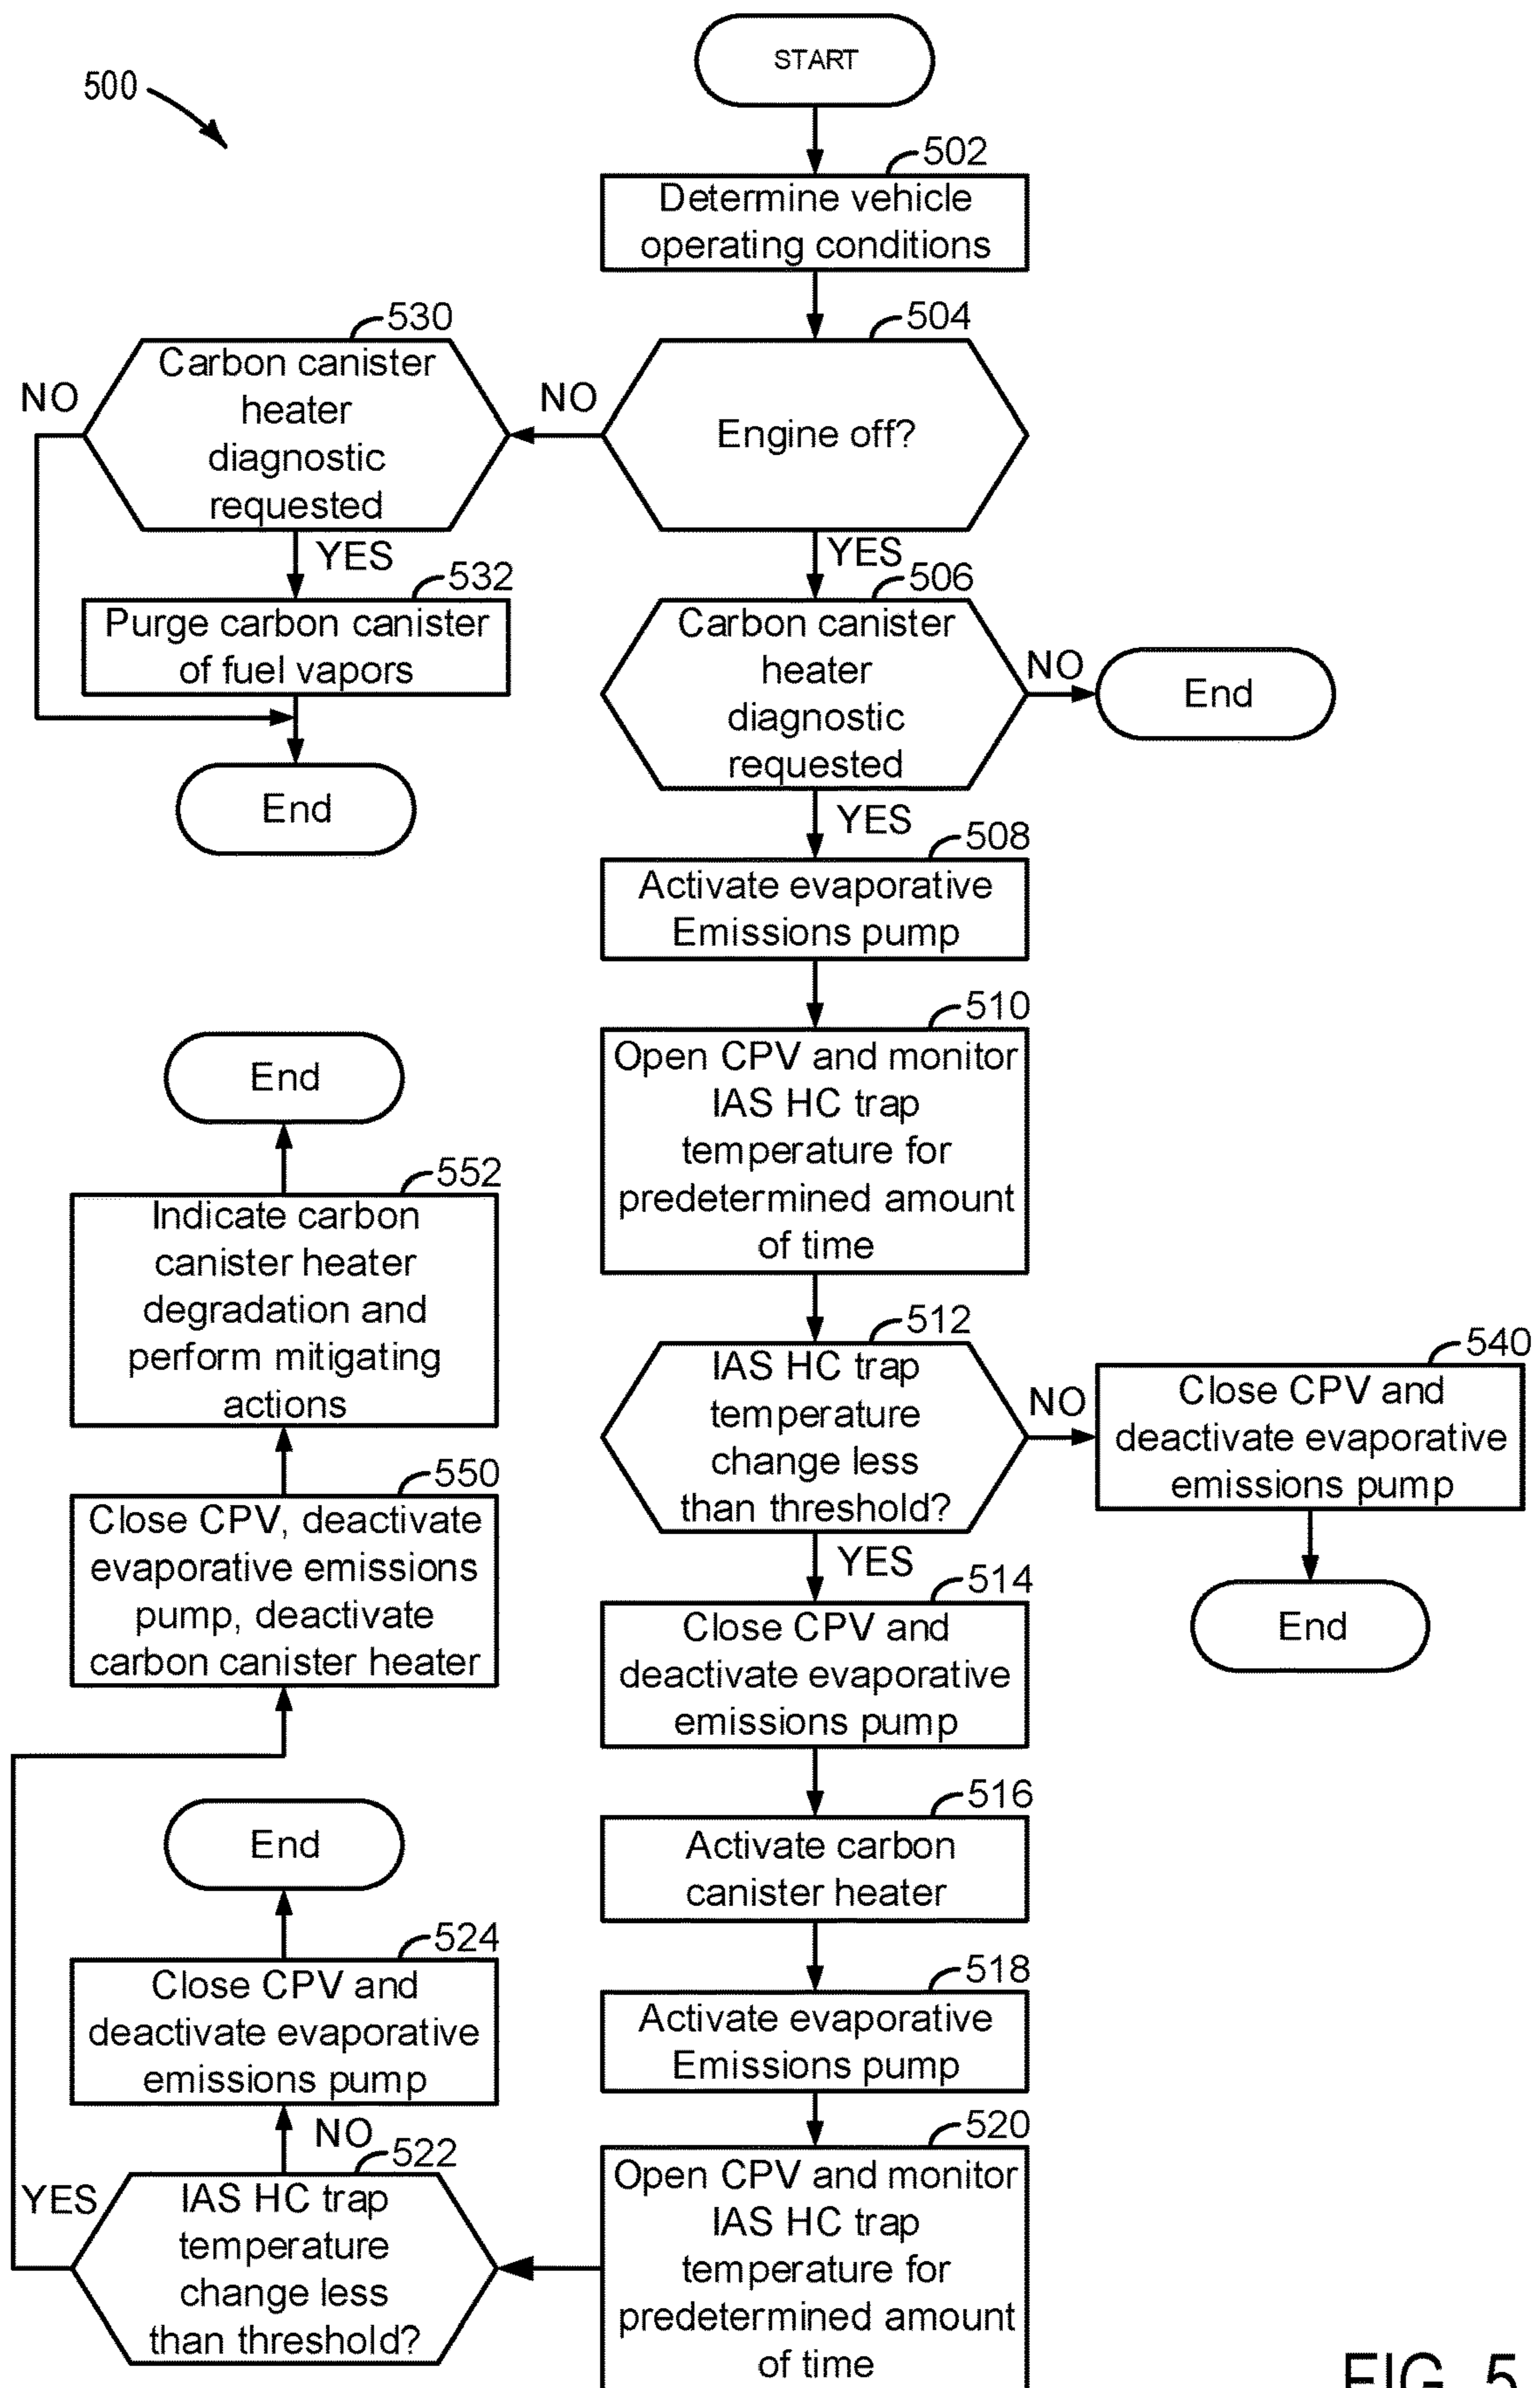 500
START
502
Determine vehicle
operating conditions
504
Engine off?
NO
YES
530
Carbon canister
heater
diagnostic
requested
NO
YES
532
Purge carbon canister
of fuel vapors
End
506
Carbon canister
heater
diagnostic
requested
NO
End
YES
508
Activate evaporative
Emissions pump
510
Open CPV and monitor
IAS HC trap
temperature for
predetermined amount
of time
512
IAS HC trap
temperature
change less
than threshold?
NO
540
Close CPV and
deactivate evaporative
emissions pump
End
YES
514
Close CPV and
deactivate evaporative
emissions pump
516
Activate carbon
canister heater
518
Activate evaporative
Emissions pump
520
Open CPV and monitor
IAS HC trap
temperature for
predetermined amount
of time
522
IAS HC trap
temperature
change less
than threshold?
NO
524
Close CPV and
deactivate evaporative
emissions pump
End
YES
550
Close CPV, deactivate
evaporative emissions
pump, deactivate
carbon canister heater
552
Indicate carbon
canister heater
degradation and
perform mitigating
actions
End
FIG. 5